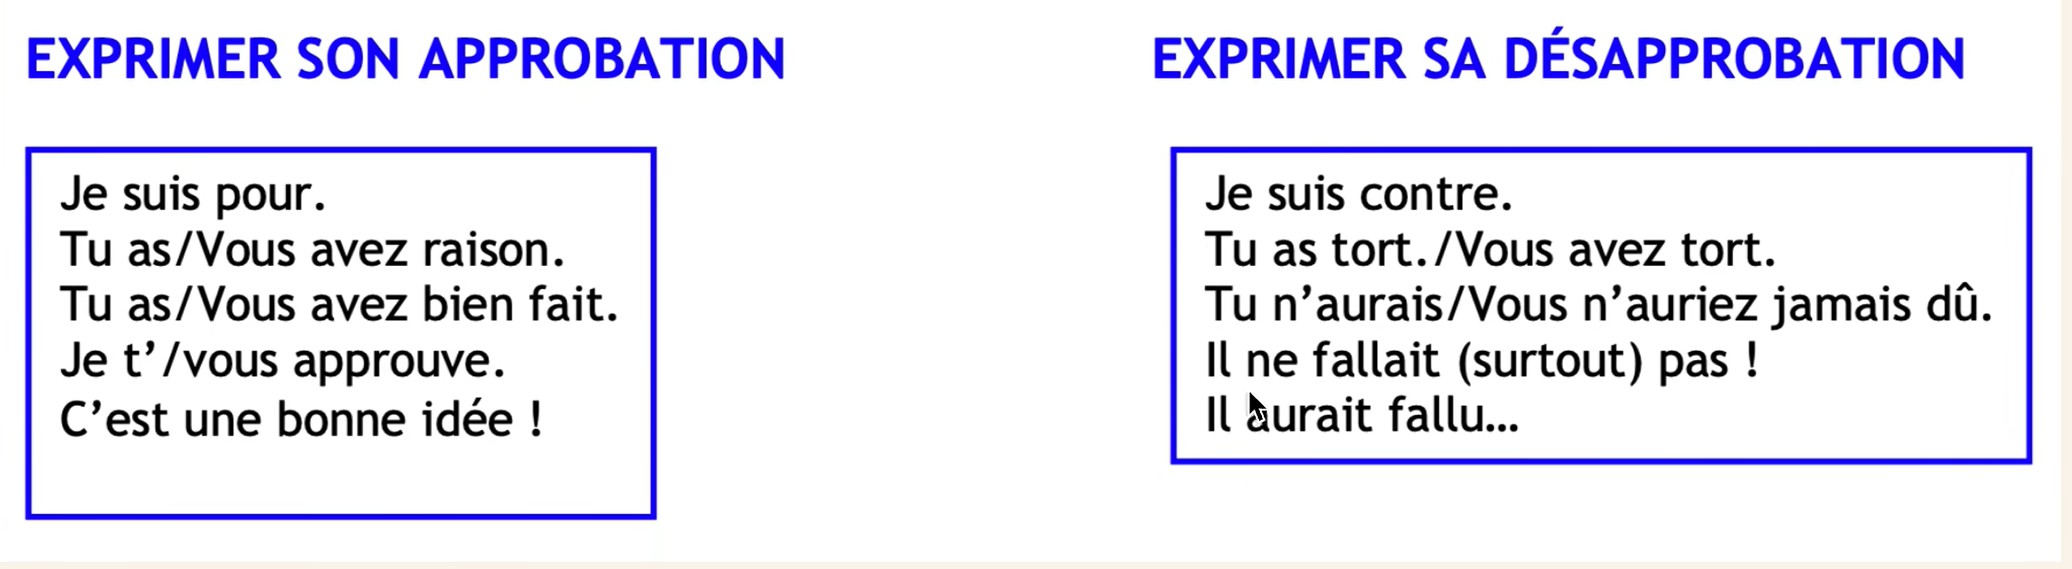 EXPRIMER SON APPROBATION
Je suis pour.
Tu as/Vous avez raison.
Tu as/Vous avez bien fait.
Je t’/vous approuve.
C’est une bonne idée !
EXPRIMER SA DÉSAPPROBATION
Je suis contre.
Tu as tort./Vous avez tort.
Tu n’aurais/Vous n’auriez jamais dû.
Il ne fallait (surtout) pas !
Il aurait fallu…